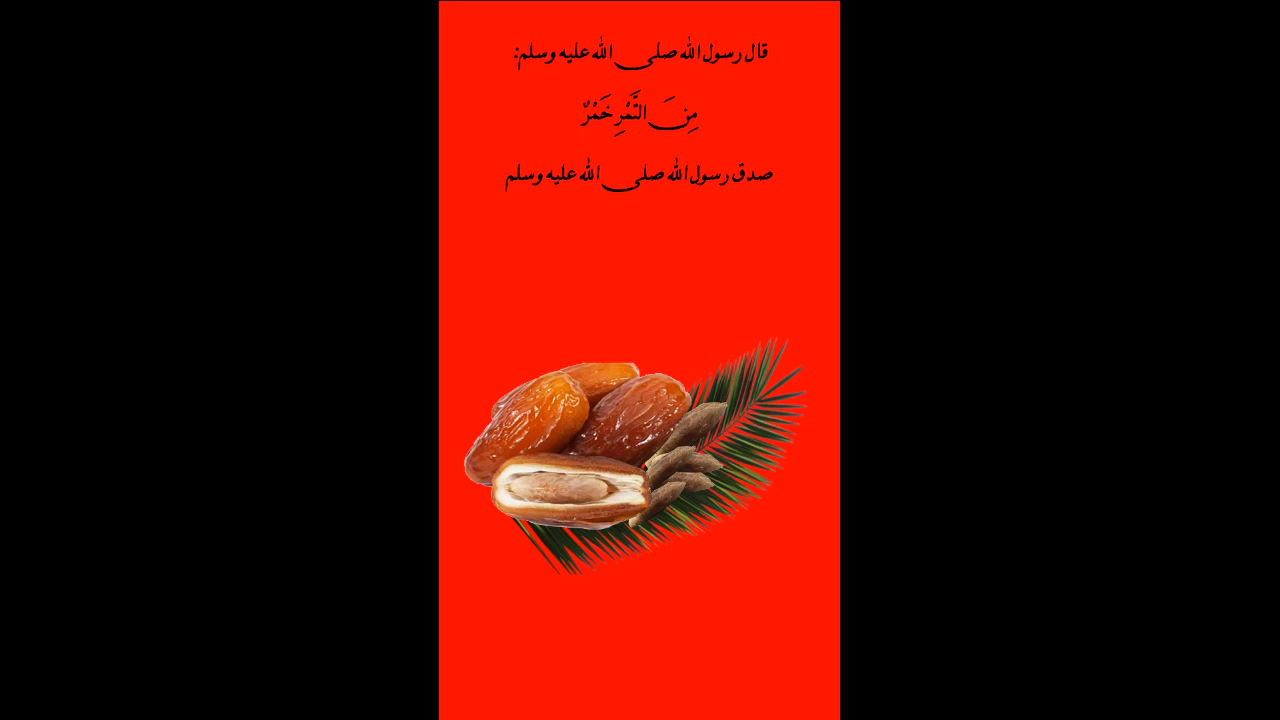 قال رسول الله صلى الله عليه وسلم:
مِنَ التَّمْرِ خَمْرٌ
صدق رسول الله صلى الله عليه وسلم